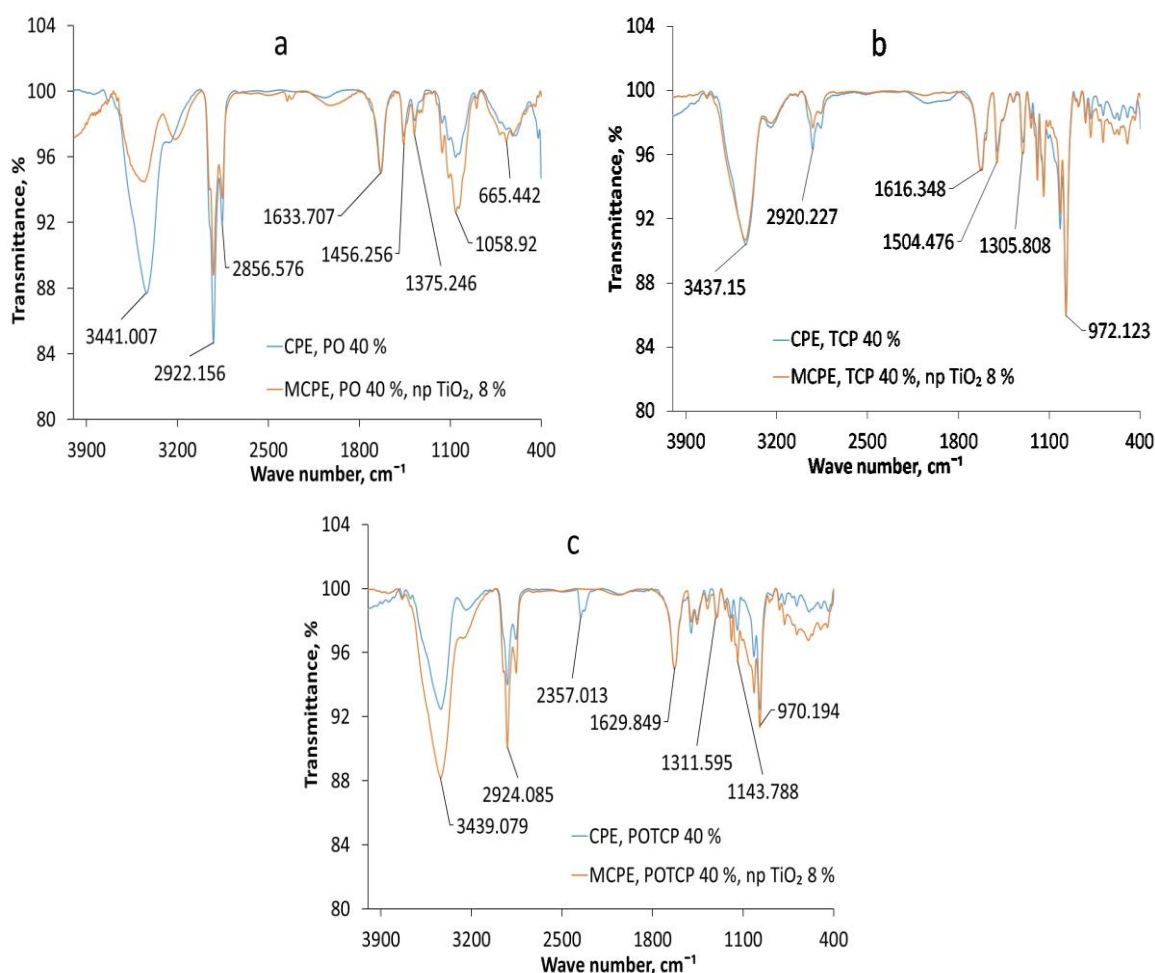 a
104
100
96
92
88
84
80
Transmittance, %
3441.007
2922.156
2856.576
1633.707
1456.256
1375.246
1058.92
665.442
CPE, PO 40 %
MCPE, PO 40 %, np TiO₂, 8 %
3900 3200 2500 1800 1100 400
Wave number, cm⁻¹
b
104
100
96
92
88
84
80
Transmittance, %
3437.15
2920.227
1616.348
1504.476
1305.808
972.123
CPE, TCP 40 %
MCPE, TCP 40 %, np TiO₂ 8 %
3900 3200 2500 1800 1100 400
Wave number, cm⁻¹
c
104
100
96
92
88
84
80
Transmittance, %
3439.079
2924.085
2357.013
1629.849
1311.595
1143.788
970.194
CPE, POTCP 40 %
MCPE, POTCP 40 %, np TiO₂ 8 %
3900 3200 2500 1800 1100 400
Wave number, cm⁻¹